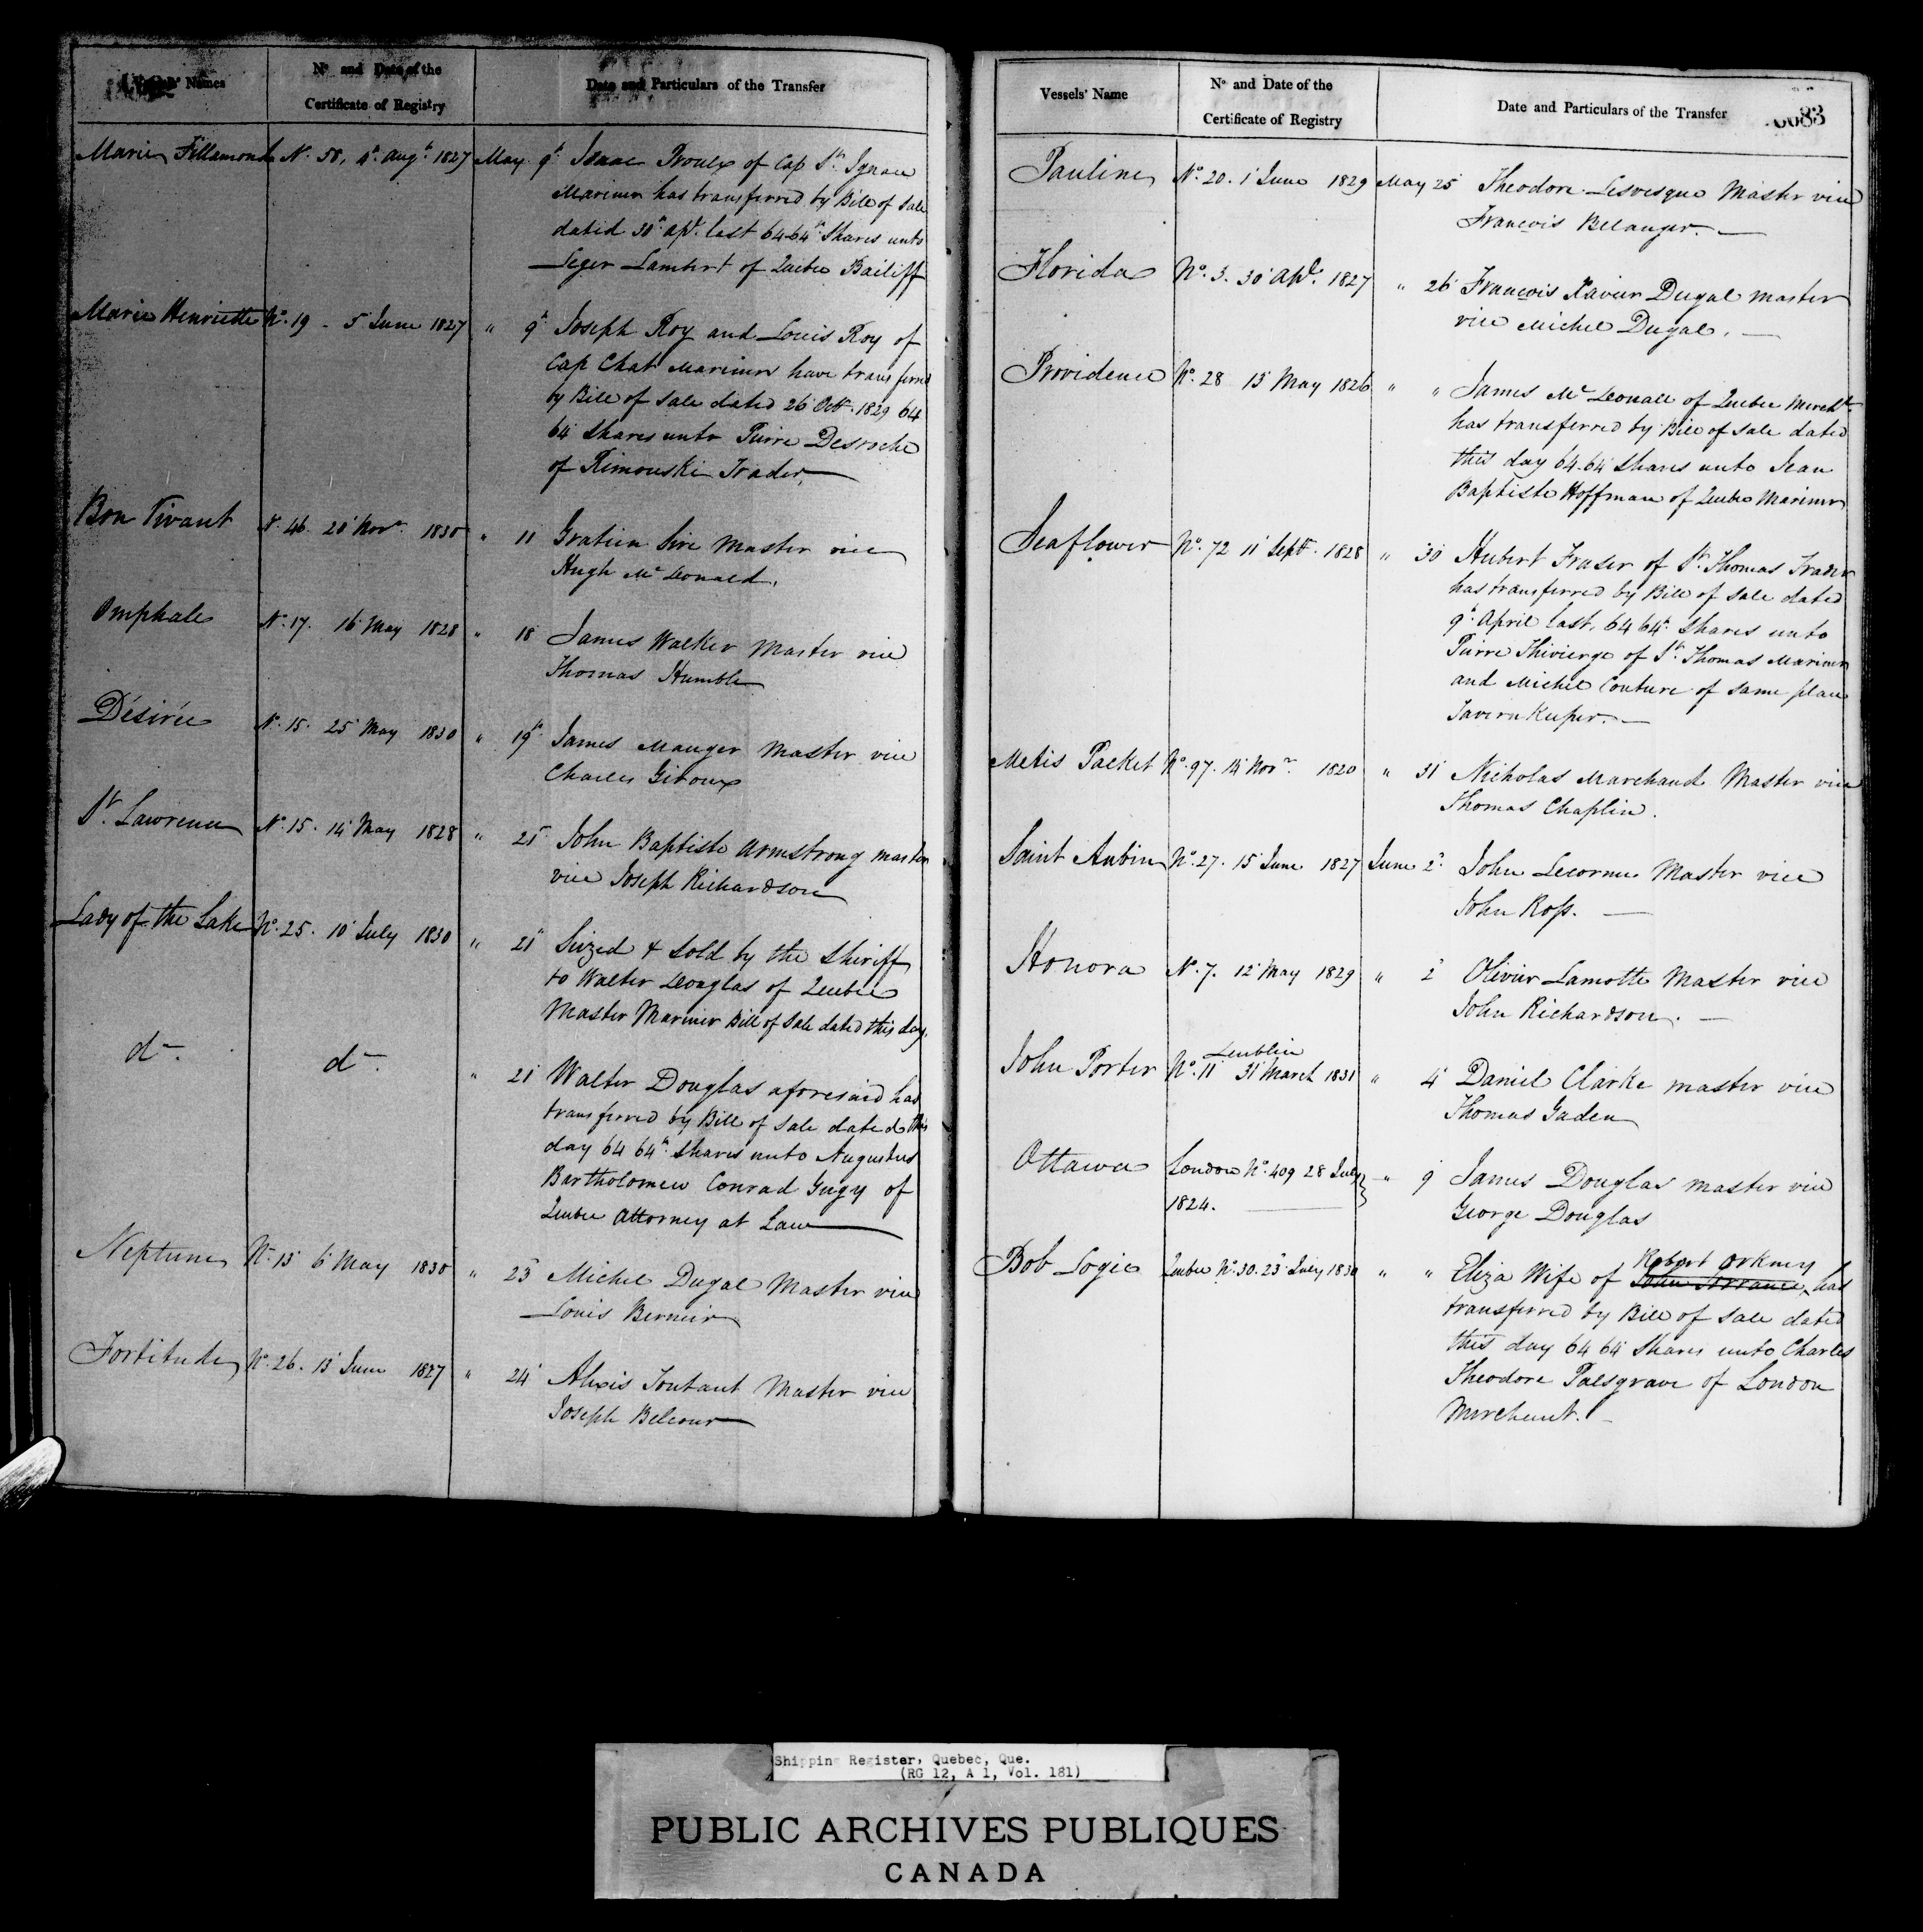 Vessels' Names
No and Date of the
Certificate of Registry
Date and Particulars of the Transfer
Marie Fillamonde No. 58, 4th Augt. 1827 May 9th Isaac Proulx of Cap St. Ignace
Mariner has transferred by Bill of Sale
dated 30th Apl. last 64-64th Shares unto
Leger Lambert of Quebec Bailiff
Marie Henriette No. 19 - 5 June 1827 " 9th Joseph Roy and Louis Roy of
Cap Chat Mariners have transferred
by Bill of Sale dated 26 Octr. 1829 64
64 Shares unto Pierre Desroche
of Rimouski Trader,
Bon Vivant No. 46 20 Novr. 1830 " 11 Gratien Sire Master vice
Hugh McDonald.
Omphale No. 17. 16 May 1828 " 18 James Walker Master vice
Thomas Humble
Désirée No. 15. 25 May 1830 " 19th James Mauger Master vice
Charles Giroux
St. Lawrence No. 15. 14 May 1828 " 21st John Baptiste Armstrong Master
vice Joseph Richardson
Lady of the Lake No. 25. 10 July 1830 " 21st Seized & sold by the Sheriff
to Walter Douglas of Quebec
Master Mariner Bill of Sale dated this day.
do. do. " 21 Walter Douglas aforesaid has
transferred by Bill of Sale dated this
day 64 64th Shares unto Augustus
Bartholomew Conrad Gugy of
Quebec Attorney at Law
Neptune No. 13 6 May 1830 " 23 Michel Dugal Master vice
Louis Bernier
Fortitude No. 26. 13 June 1827 " 24 Alexis Toutant Master vice
Joseph Belcour
Vessels' Name
No and Date of the
Certificate of Registry
Date and Particulars of the Transfer
83
Pauline No. 20. 1 June 1829 May 25 Theodore Lesvesque Master vice
François Belanger.
Florida No. 3. 30 Apl. 1827 " 26 François Xavier Dugal Master
vice Michel Dugal.
Providence No. 28 13 May 1826 " " James McDonall of Quebec Mercht.
has transferred by Bill of Sale dated
this day 64-64 Shares unto Jean
Baptiste Hoffman of Quebec Mariner
Seaflower No. 72 11 Septr. 1828 " 30 Hubert Fraser of St. Thomas Trader
has transferred by Bill of Sale dated
9th April last, 64 64th Shares unto
Pierre Thivierge of St. Thomas Mariner
and Michel Couture of same place
Tavern Keeper.
Metis Packet No. 97. 14 Novr. 1820 " 31 Nicholas Marchand Master vice
Thomas Chaplin.
Saint Aubin No. 27. 15 June 1827 June 2 John Lecornu Master vice
John Ross.
Honora No. 7. 12 May 1829 " 2 Olivier Lamotte Master vice
John Richardson.
Dublin
John Porter No. 11 31 March 1831 " 4 Daniel Clarke Master vice
Thomas Gaden
Ottawa London No. 409 28 July " 9 James Douglas Master vice
1824. George Douglas
Robert Orkney
Bob Logic Quebec No. 30. 23 July 1830 " " Eliza Wife of John Torrance, has
transferred by Bill of Sale dated
this day 64 64 Shares unto Charles
Theodore Palsgrave of London
Merchant.
Shipping Register, Quebec, Que.
(RG 12, A 1, Vol. 181)
PUBLIC ARCHIVES PUBLIQUES
CANADA